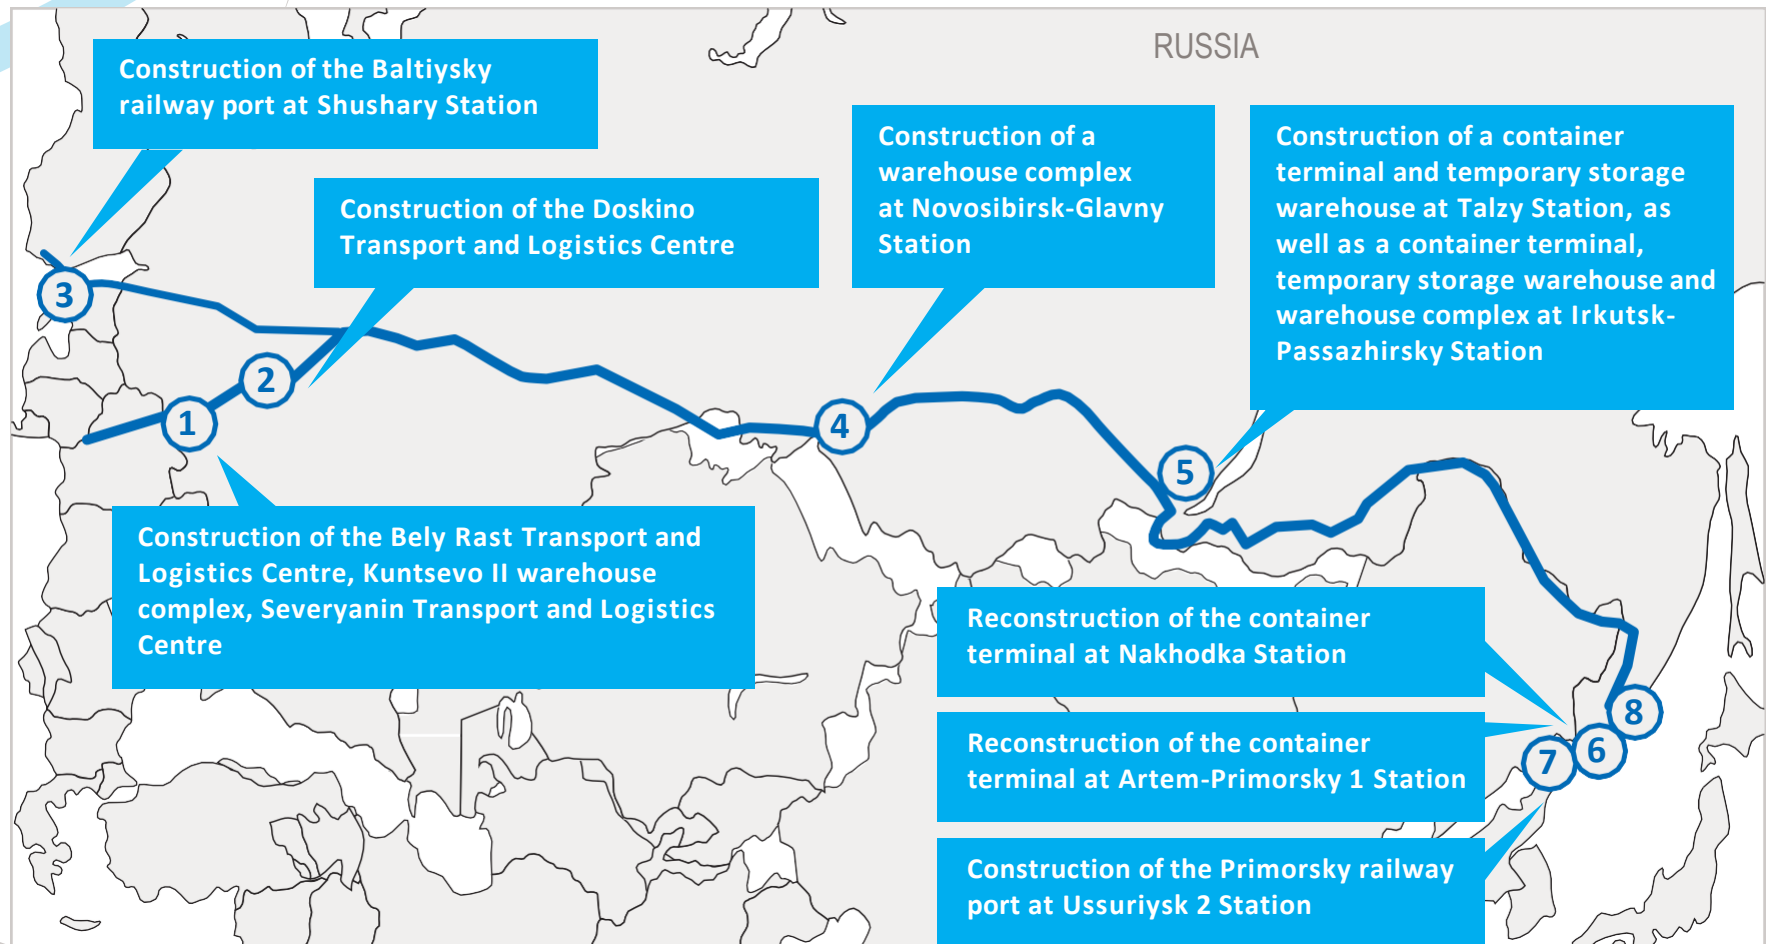 RUSSIA
Construction of the Baltiysky
railway port at Shushary Station
Construction of the Doskino
Transport and Logistics Centre
Construction of a
warehouse complex
at Novosibirsk-Glavny
Station
Construction of a container
terminal and temporary storage
warehouse at Talzy Station, as
well as a container terminal,
temporary storage warehouse and
warehouse complex at Irkutsk-
Passazhirsky Station
3
2
1
4
5
Construction of the Bely Rast Transport and
Logistics Centre, Kuntsevo II warehouse
complex, Severyanin Transport and Logistics
Centre
Reconstruction of the container
terminal at Nakhodka Station
Reconstruction of the container
terminal at Artem-Primorsky 1 Station
Construction of the Primorsky railway
port at Ussuriysk 2 Station
8
6
7